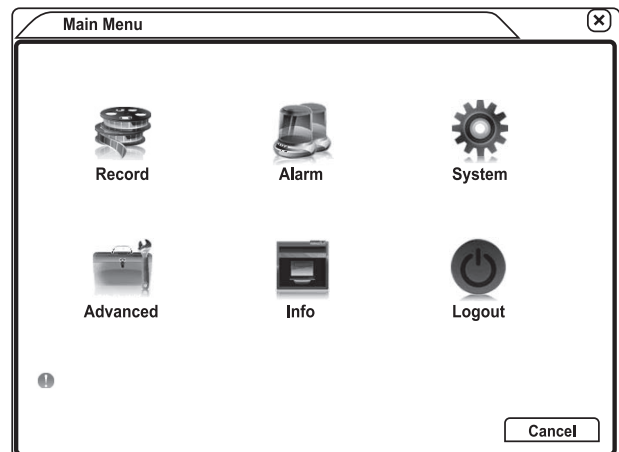 Main Menu
Record
Alarm
System
Advanced
Info
Logout
Cancel